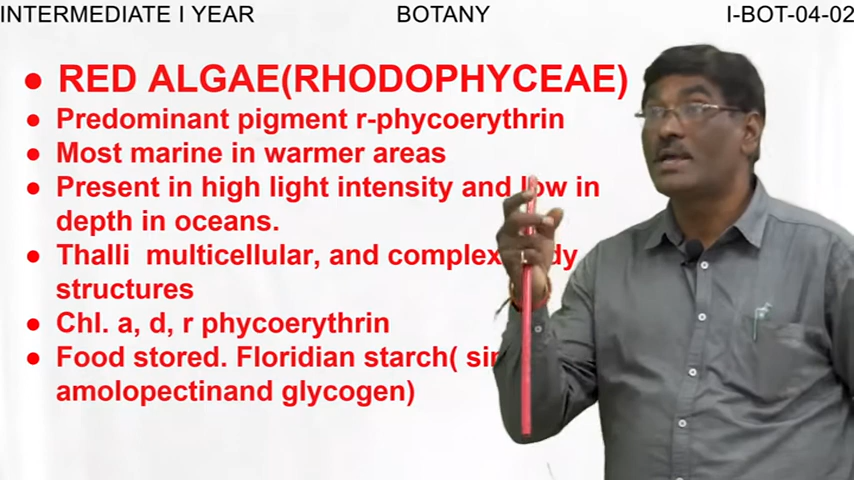 INTERMEDIATE I YEAR BOTANY I-BOT-04-02
● RED ALGAE(RHODOPHYCEAE)
● Predominant pigment r-phycoerythrin
● Most marine in warmer areas
● Present in high light intensity and low in
depth in oceans.
● Thalli multicellular, and complex
structures
● Chl. a, d, r phycoerythrin
● Food stored. Floridian starch(
amolopectinand glycogen)